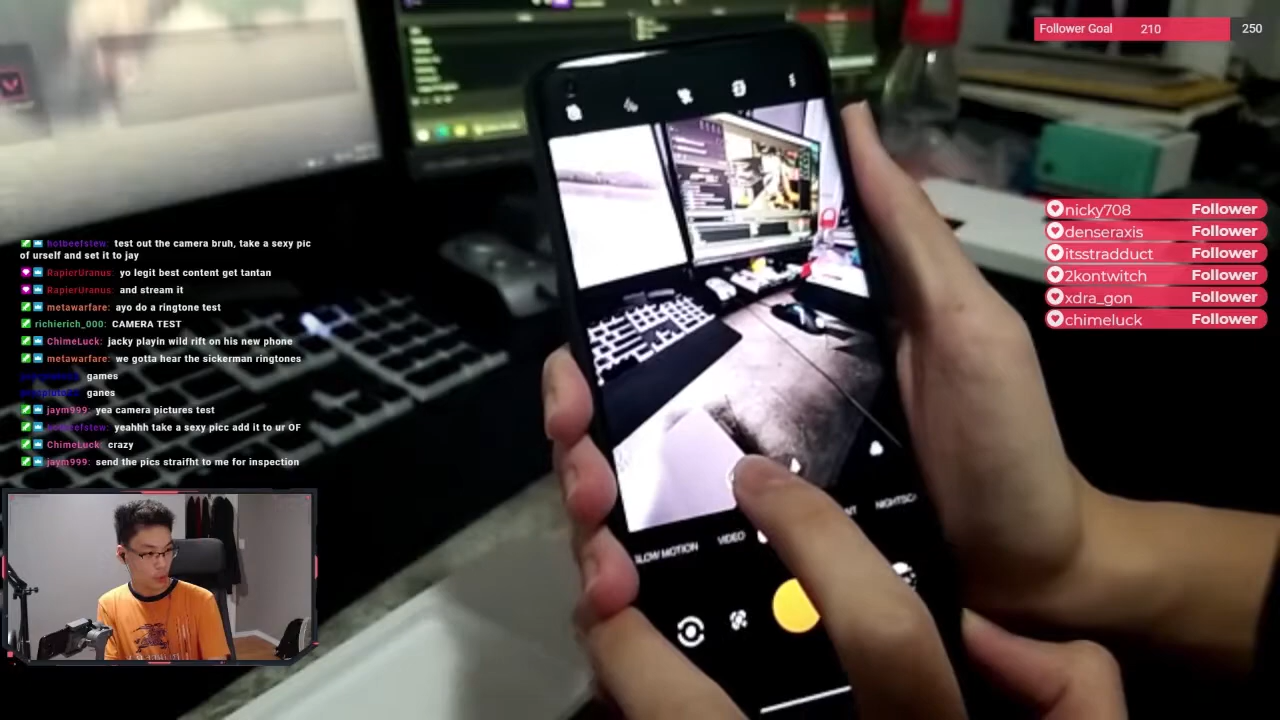 Follower Goal 210 250
hotbeefstew: test out the camera bruh, take a sexy pic
of urself and set it to jay
RapierUranus: yo legit best content get tantan
RapierUranus: and stream it
metawarfare: ayo do a ringtone test
richierich_000: CAMERA TEST
ChimeLuck: jacky playin wild rift on his new phone
metawarfare: we gotta hear the sickerman ringtones
games
ganes
jaym999: yea camera pictures test
hotbeefstew: yeahhh take a sexy picc add it to ur OF
ChimeLuck: crazy
jaym999: send the pics straifht to me for inspection
nicky708 Follower
denseraxis Follower
itsstradduct Follower
2kontwitch Follower
xdra_gon Follower
chimeluck Follower
SLOW MOTION VIDEO